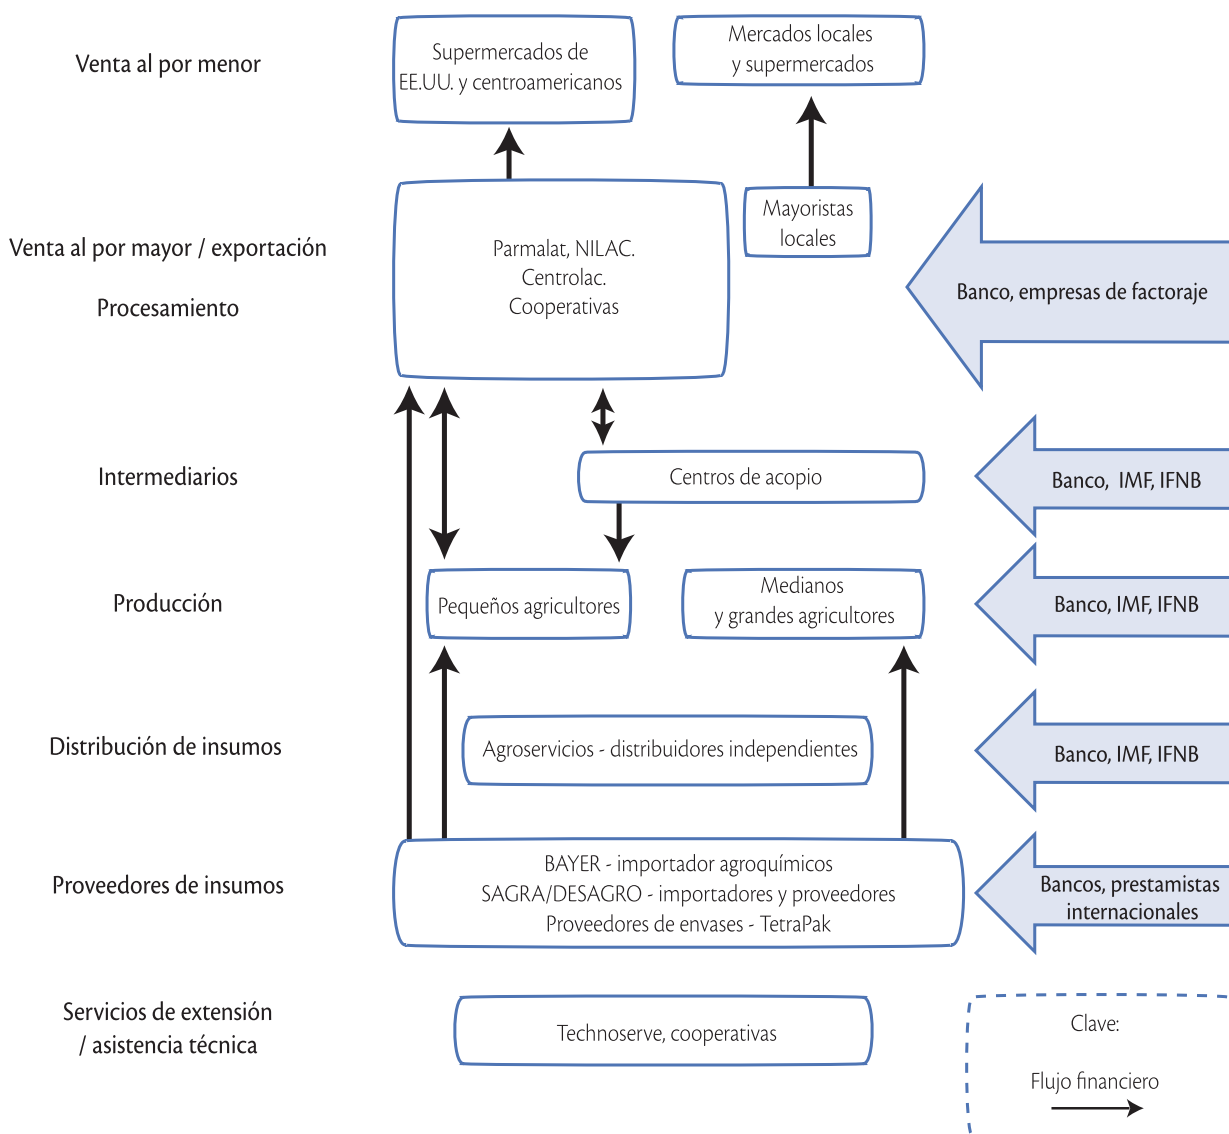 Venta al por menor
Supermercados de
EE.UU. y centroamericanos
Mercados locales
y supermercados
Venta al por mayor / exportación
Procesamiento
Parmalat, NILAC.
Centrolac.
Cooperativas
Mayoristas
locales
Banco, empresas de factoraje
Intermediarios
Centros de acopio
Banco, IMF, IFNB
Producción
Pequeños agricultores
Medianos
y grandes agricultores
Banco, IMF, IFNB
Distribución de insumos
Agroservicios - distribuidores independientes
Banco, IMF, IFNB
Proveedores de insumos
BAYER - importador agroquímicos
SAGRA/DESAGRO - importadores y proveedores
Proveedores de envases - TetraPak
Bancos, prestamistas
internacionales
Servicios de extensión
/ asistencia técnica
Technoserve, cooperativas
Clave:
Flujo financiero